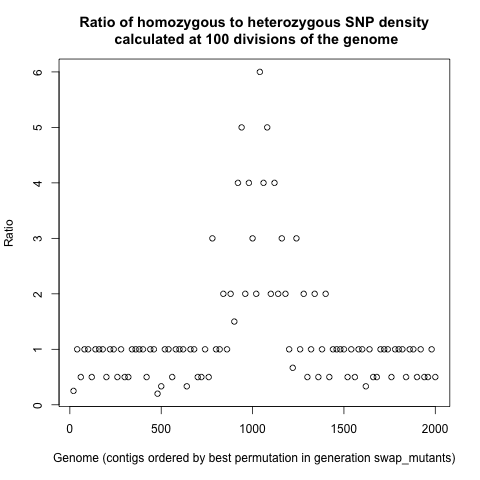 Ratio of homozygous to heterozygous SNP density
calculated at 100 divisions of the genome
6
5
4
3
2
1
0
Ratio
0 500 1000 1500 2000
Genome (contigs ordered by best permutation in generation swap_mutants)